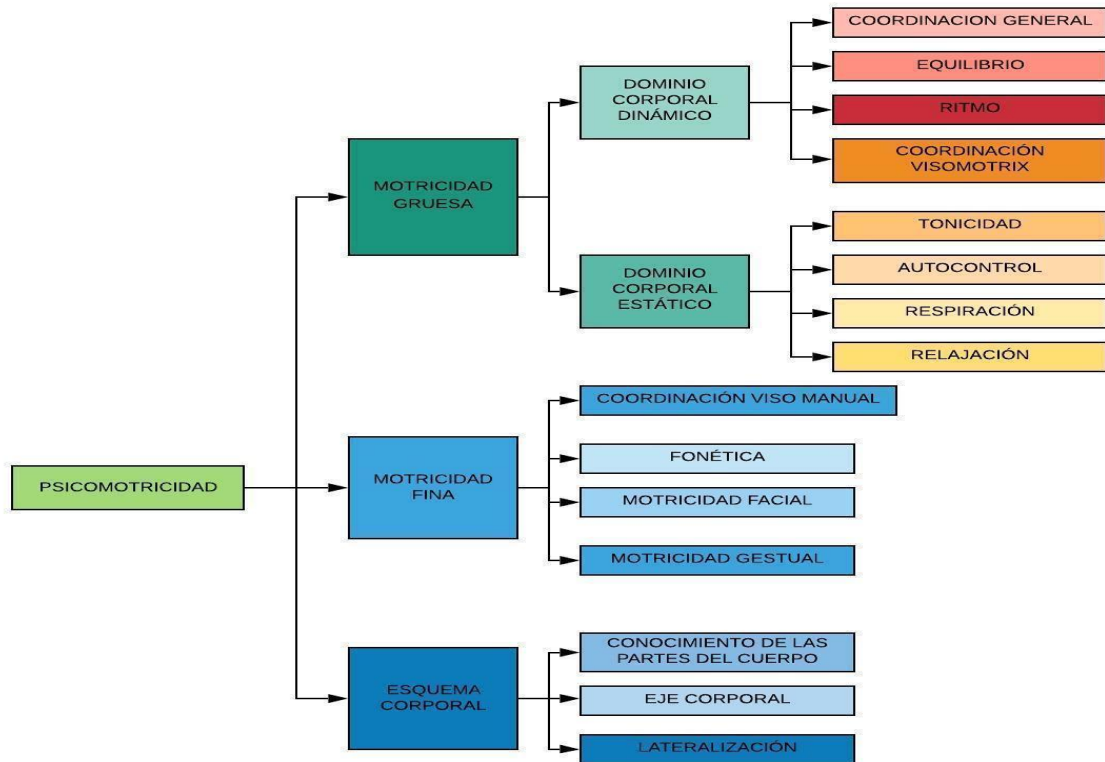 PSICOMOTRICIDAD
MOTRICIDAD
GRUESA
DOMINIO
CORPORAL
DINÁMICO
COORDINACION GENERAL
EQUILIBRIO
RITMO
COORDINACIÓN
VISOMOTRIX
DOMINIO
CORPORAL
ESTÁTICO
TONICIDAD
AUTOCONTROL
RESPIRACIÓN
RELAJACIÓN
MOTRICIDAD
FINA
COORDINACIÓN VISO MANUAL
FONÉTICA
MOTRICIDAD FACIAL
MOTRICIDAD GESTUAL
ESQUEMA
CORPORAL
CONOCIMIENTO DE LAS
PARTES DEL CUERPO
EJE CORPORAL
LATERALIZACIÓN